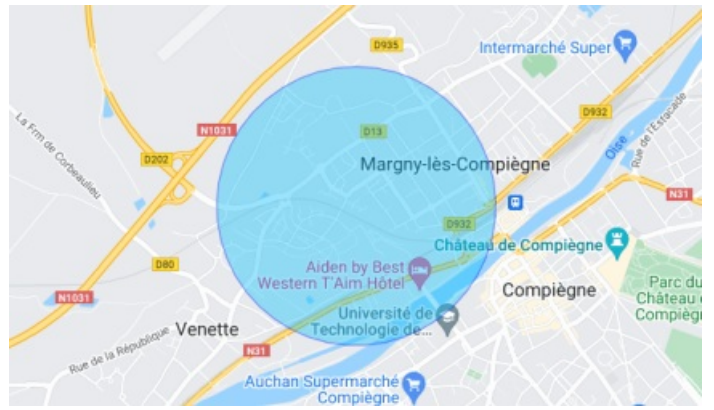 D935
Intermarché Super
La Frm de Corbeaulieu
N1031
D13
D932
Rue de l'Estacade
Oise
D202
Margny-lès-Compiègne
N31
D932
Château de Compiègne
D80
Aiden by Best
Western T'Aim Hôtel
Compiègne
Parc du
Château d
Compiègn
N1031
Université de
Technologie de...
Venette
Rue de la République
N31
Auchan Supermarché
Compiègne